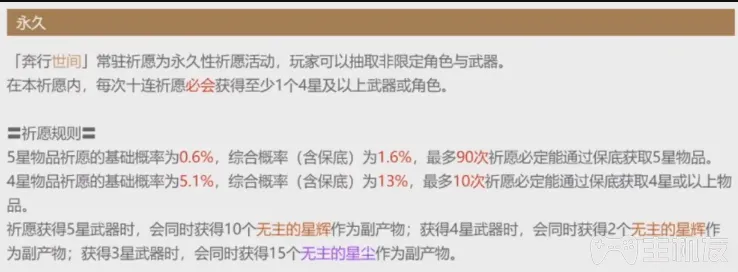 永久
「奔行世间」常驻祈愿为永久性祈愿活动，玩家可以抽取非限定角色与武器。
在本祈愿内，每次十连祈愿必会获得至少1个4星及以上武器或角色。
〓祈愿规则〓
5星物品祈愿的基础概率为0.6%，综合概率（含保底）为1.6%，最多90次祈愿必定能通过保底获取5星物品。
4星物品祈愿的基础概率为5.1%，综合概率（含保底）为13%，最多10次祈愿必定能通过保底获取4星或以上物
品。
祈愿获得5星武器时，会同时获得10个无主的星辉作为副产物；获得4星武器时，会同时获得2个无主的星辉作
为副产物；获得3星武器时，会同时获得15个无主的星尘作为副产物。
主机友